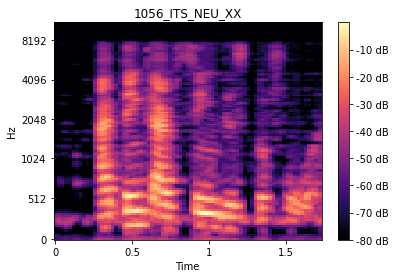 1056_ITS_NEU_XX
8192
4096
2048
1024
512
0
Hz
0
0.5
1
1.5
Time
-10 dB
-20 dB
-30 dB
-40 dB
-50 dB
-60 dB
-70 dB
-80 dB